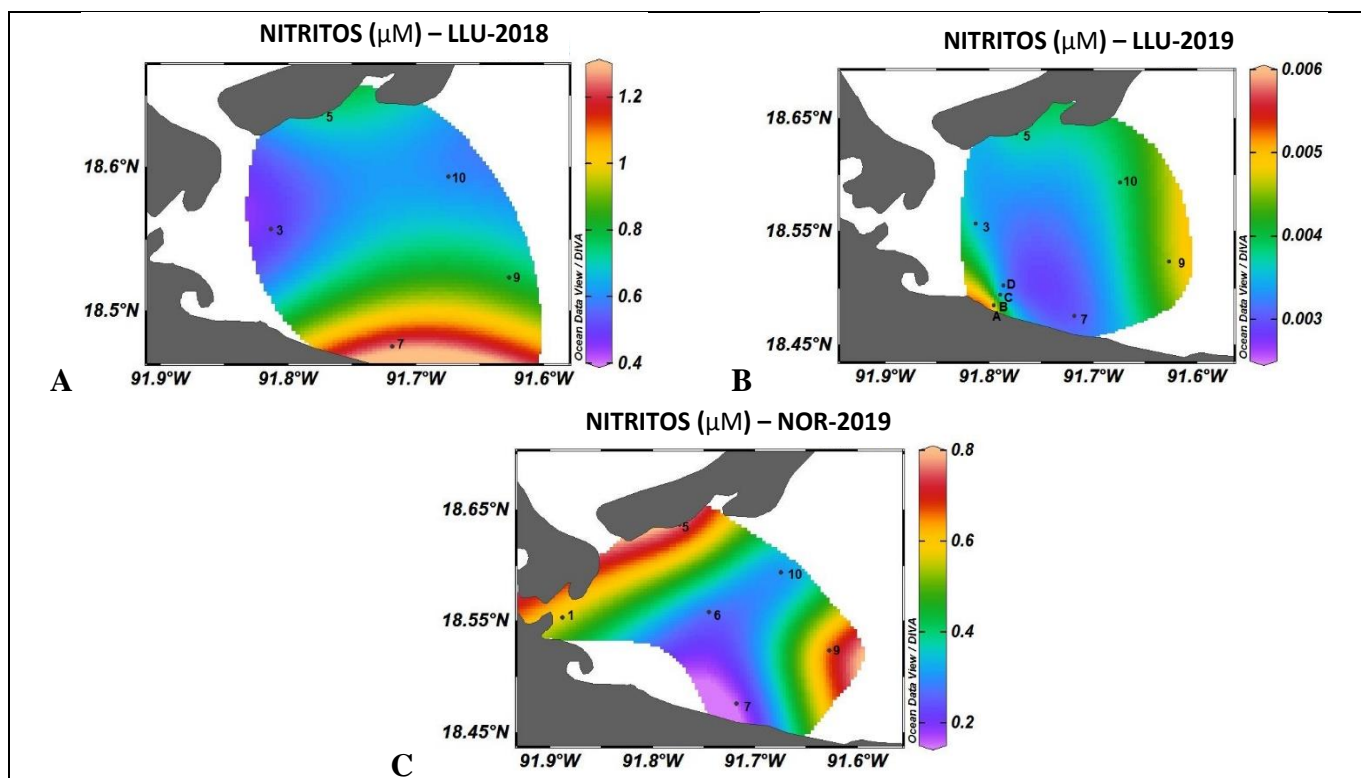 NITRITOS (μM) – LLU-2018
1.2
1
0.8
0.6
0.4
18.6°N
18.5°N
91.9°W 91.8°W 91.7°W 91.6°W
5
10
3
9
7
Ocean Data View / DIVA
A
NITRITOS (μM) – LLU-2019
0.006
0.005
0.004
0.003
18.65°N
18.55°N
18.45°N
91.9°W 91.8°W 91.7°W 91.6°W
5
10
3
9
D
C
B
A
7
Ocean Data View / DIVA
B
NITRITOS (μM) – NOR-2019
0.8
0.6
0.4
0.2
18.65°N
18.55°N
18.45°N
91.9°W 91.8°W 91.7°W 91.6°W
5
10
1
6
9
7
Ocean Data View / DIVA
C